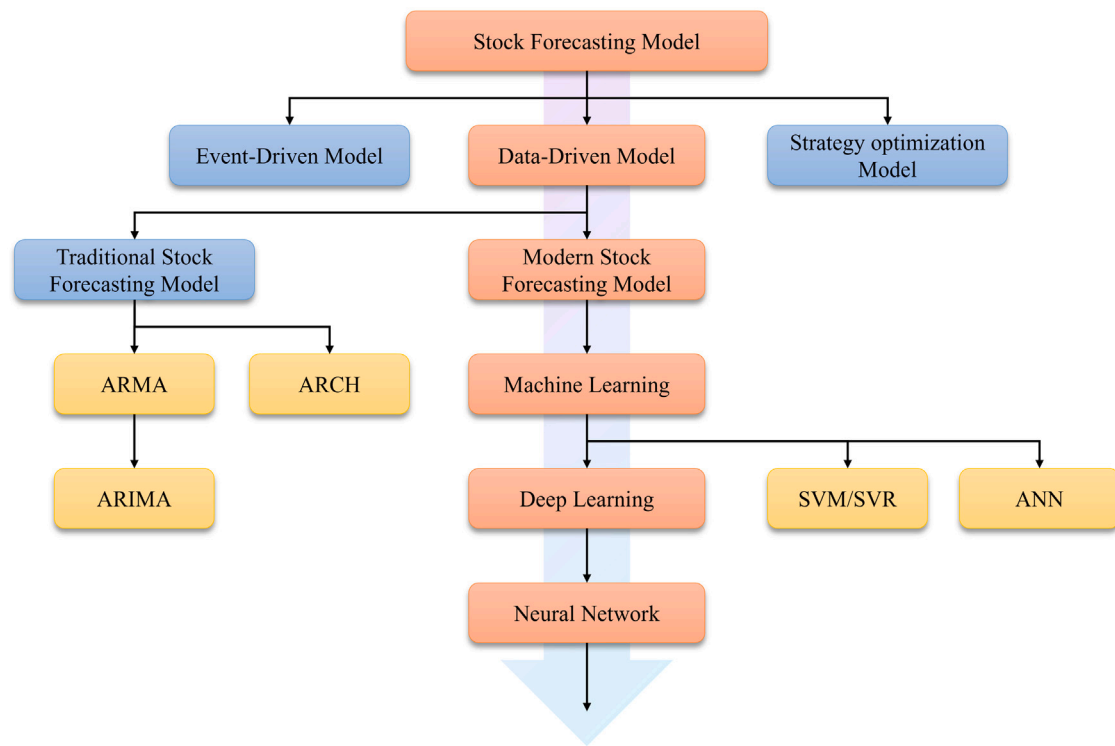 Stock Forecasting Model
Event-Driven Model
Data-Driven Model
Strategy optimization
Model
Traditional Stock
Forecasting Model
Modern Stock
Forecasting Model
ARMA
ARCH
Machine Learning
ARIMA
Deep Learning
SVM/SVR
ANN
Neural Network